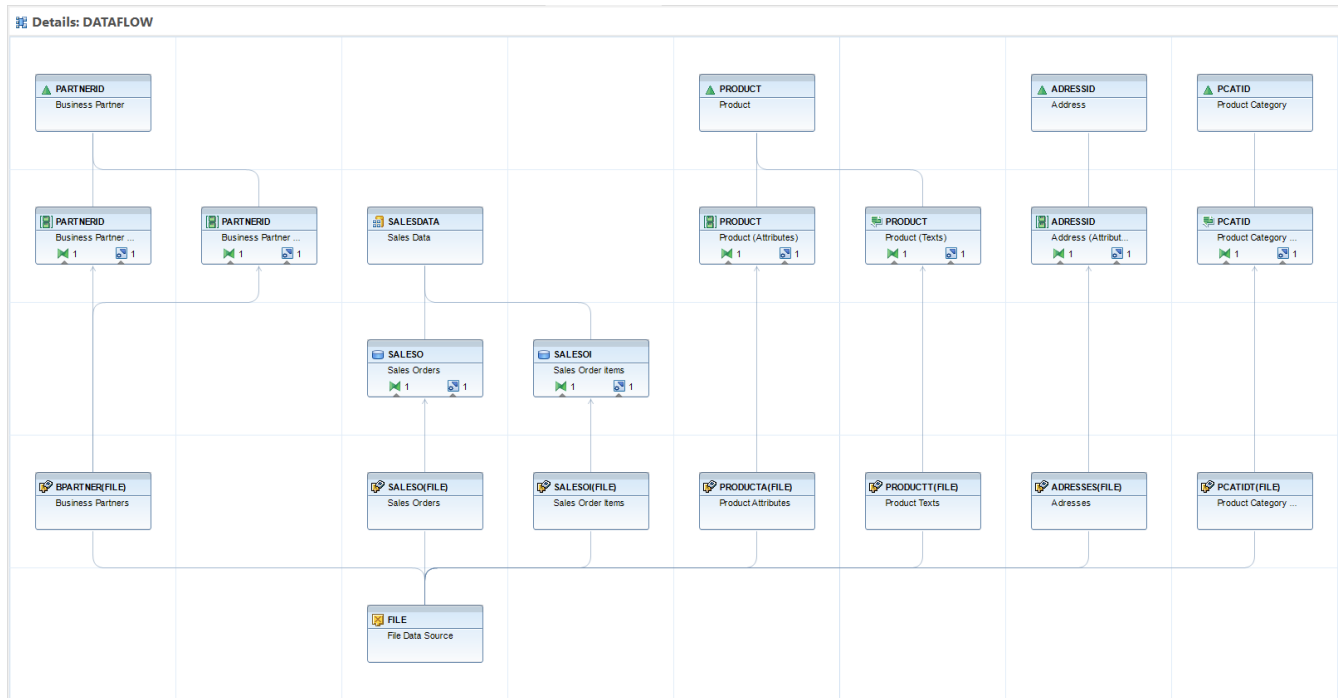 Details: DATAFLOW
PARTNERID
Business Partner
PRODUCT
Product
ADRESSID
Address
PCATID
Product Category
PARTNERID
Business Partner ...
1 1
PARTNERID
Business Partner ...
1 1
SALESDATA
Sales Data
PRODUCT
Product (Attributes)
1 1
PRODUCT
Product (Texts)
1 1
ADRESSID
Address (Attribut...
1 1
PCATID
Product Category ...
1 1
SALESO
Sales Orders
1 1
SALESOI
Sales Order items
1 1
BPARTNER(FILE)
Business Partners
SALESO(FILE)
Sales Orders
SALESOI(FILE)
Sales Order Items
PRODUCTA(FILE)
Product Attributes
PRODUCTT(FILE)
Product Texts
ADRESSES(FILE)
Adresses
PCATIDT(FILE)
Product Category ...
FILE
File Data Source